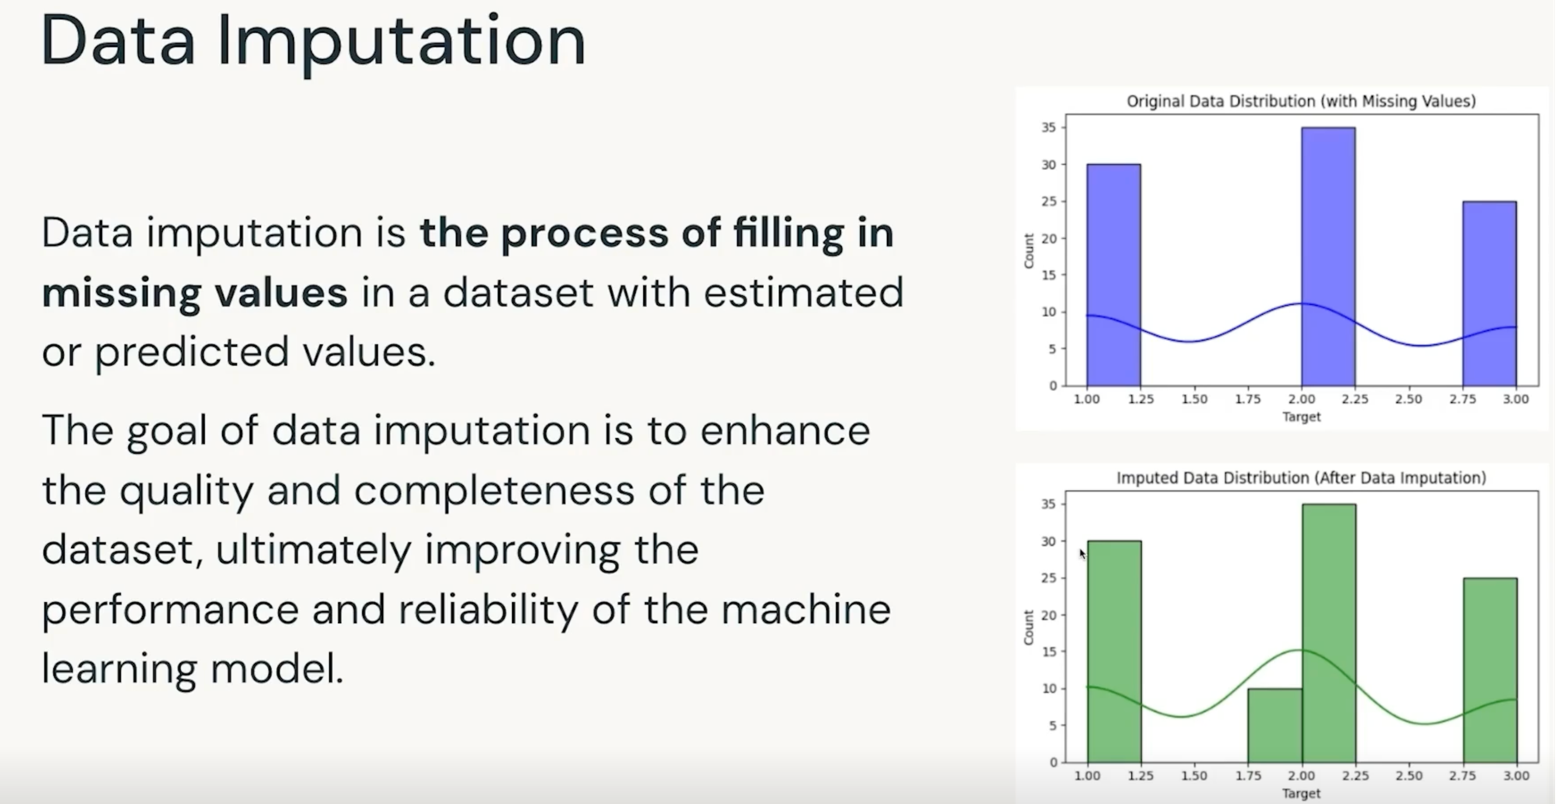 Data Imputation
Data imputation is the process of filling in
missing values in a dataset with estimated
or predicted values.
The goal of data imputation is to enhance
the quality and completeness of the
dataset, ultimately improving the
performance and reliability of the machine
learning model.
Original Data Distribution (with Missing Values)
35
30
25
20
15
10
5
0
Count
1.00 1.25 1.50 1.75 2.00 2.25 2.50 2.75 3.00
Target
Imputed Data Distribution (After Data Imputation)
35
30
25
20
15
10
5
0
Count
1.00 1.25 1.50 1.75 2.00 2.25 2.50 2.75 3.00
Target